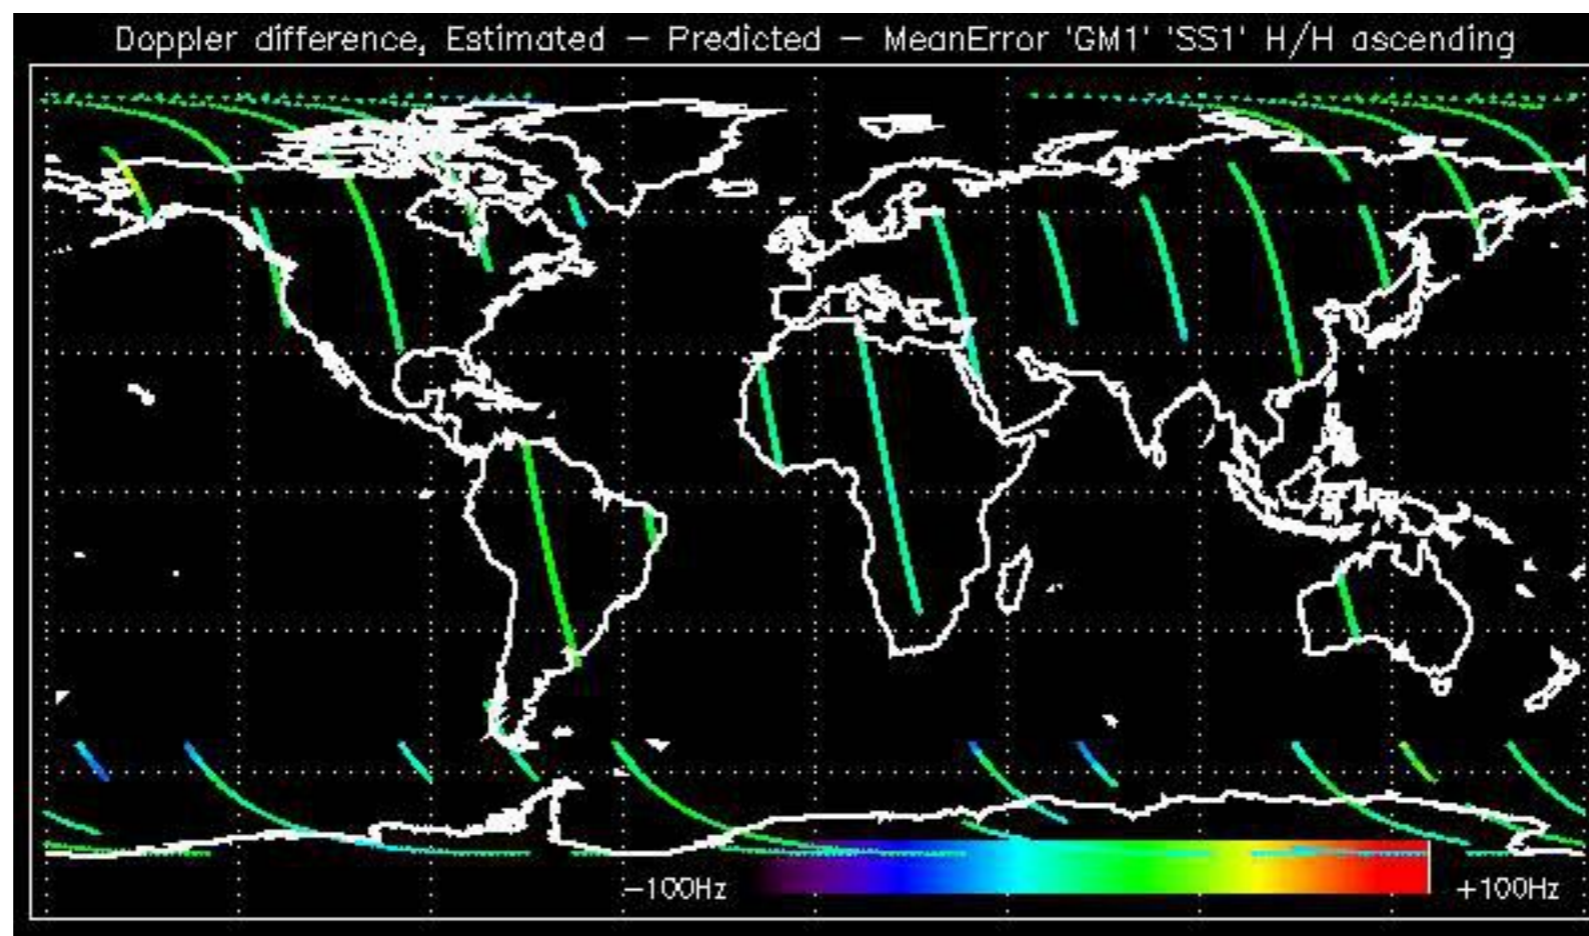 Doppler difference, Estimated – Predicted – MeanError 'GM1' 'SS1' H/H ascending
–100Hz
+100Hz